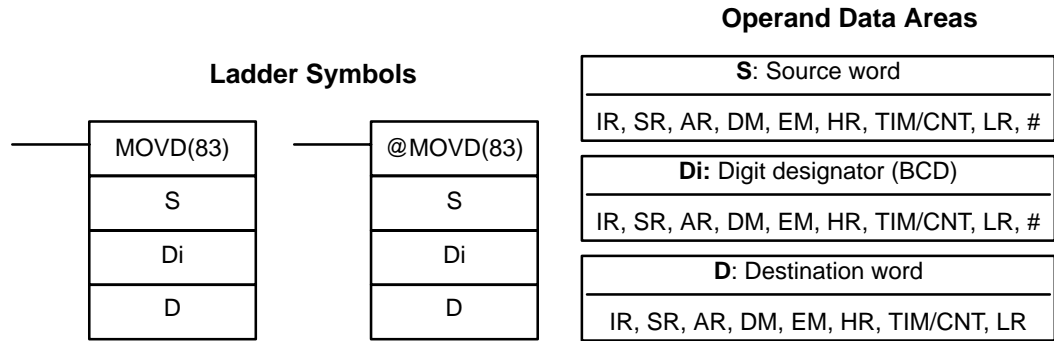 Operand Data Areas
Ladder Symbols
MOVD(83)
S
Di
D
@MOVD(83)
S
Di
D
S: Source word
IR, SR, AR, DM, EM, HR, TIM/CNT, LR, #
Di: Digit designator (BCD)
IR, SR, AR, DM, EM, HR, TIM/CNT, LR, #
D: Destination word
IR, SR, AR, DM, EM, HR, TIM/CNT, LR